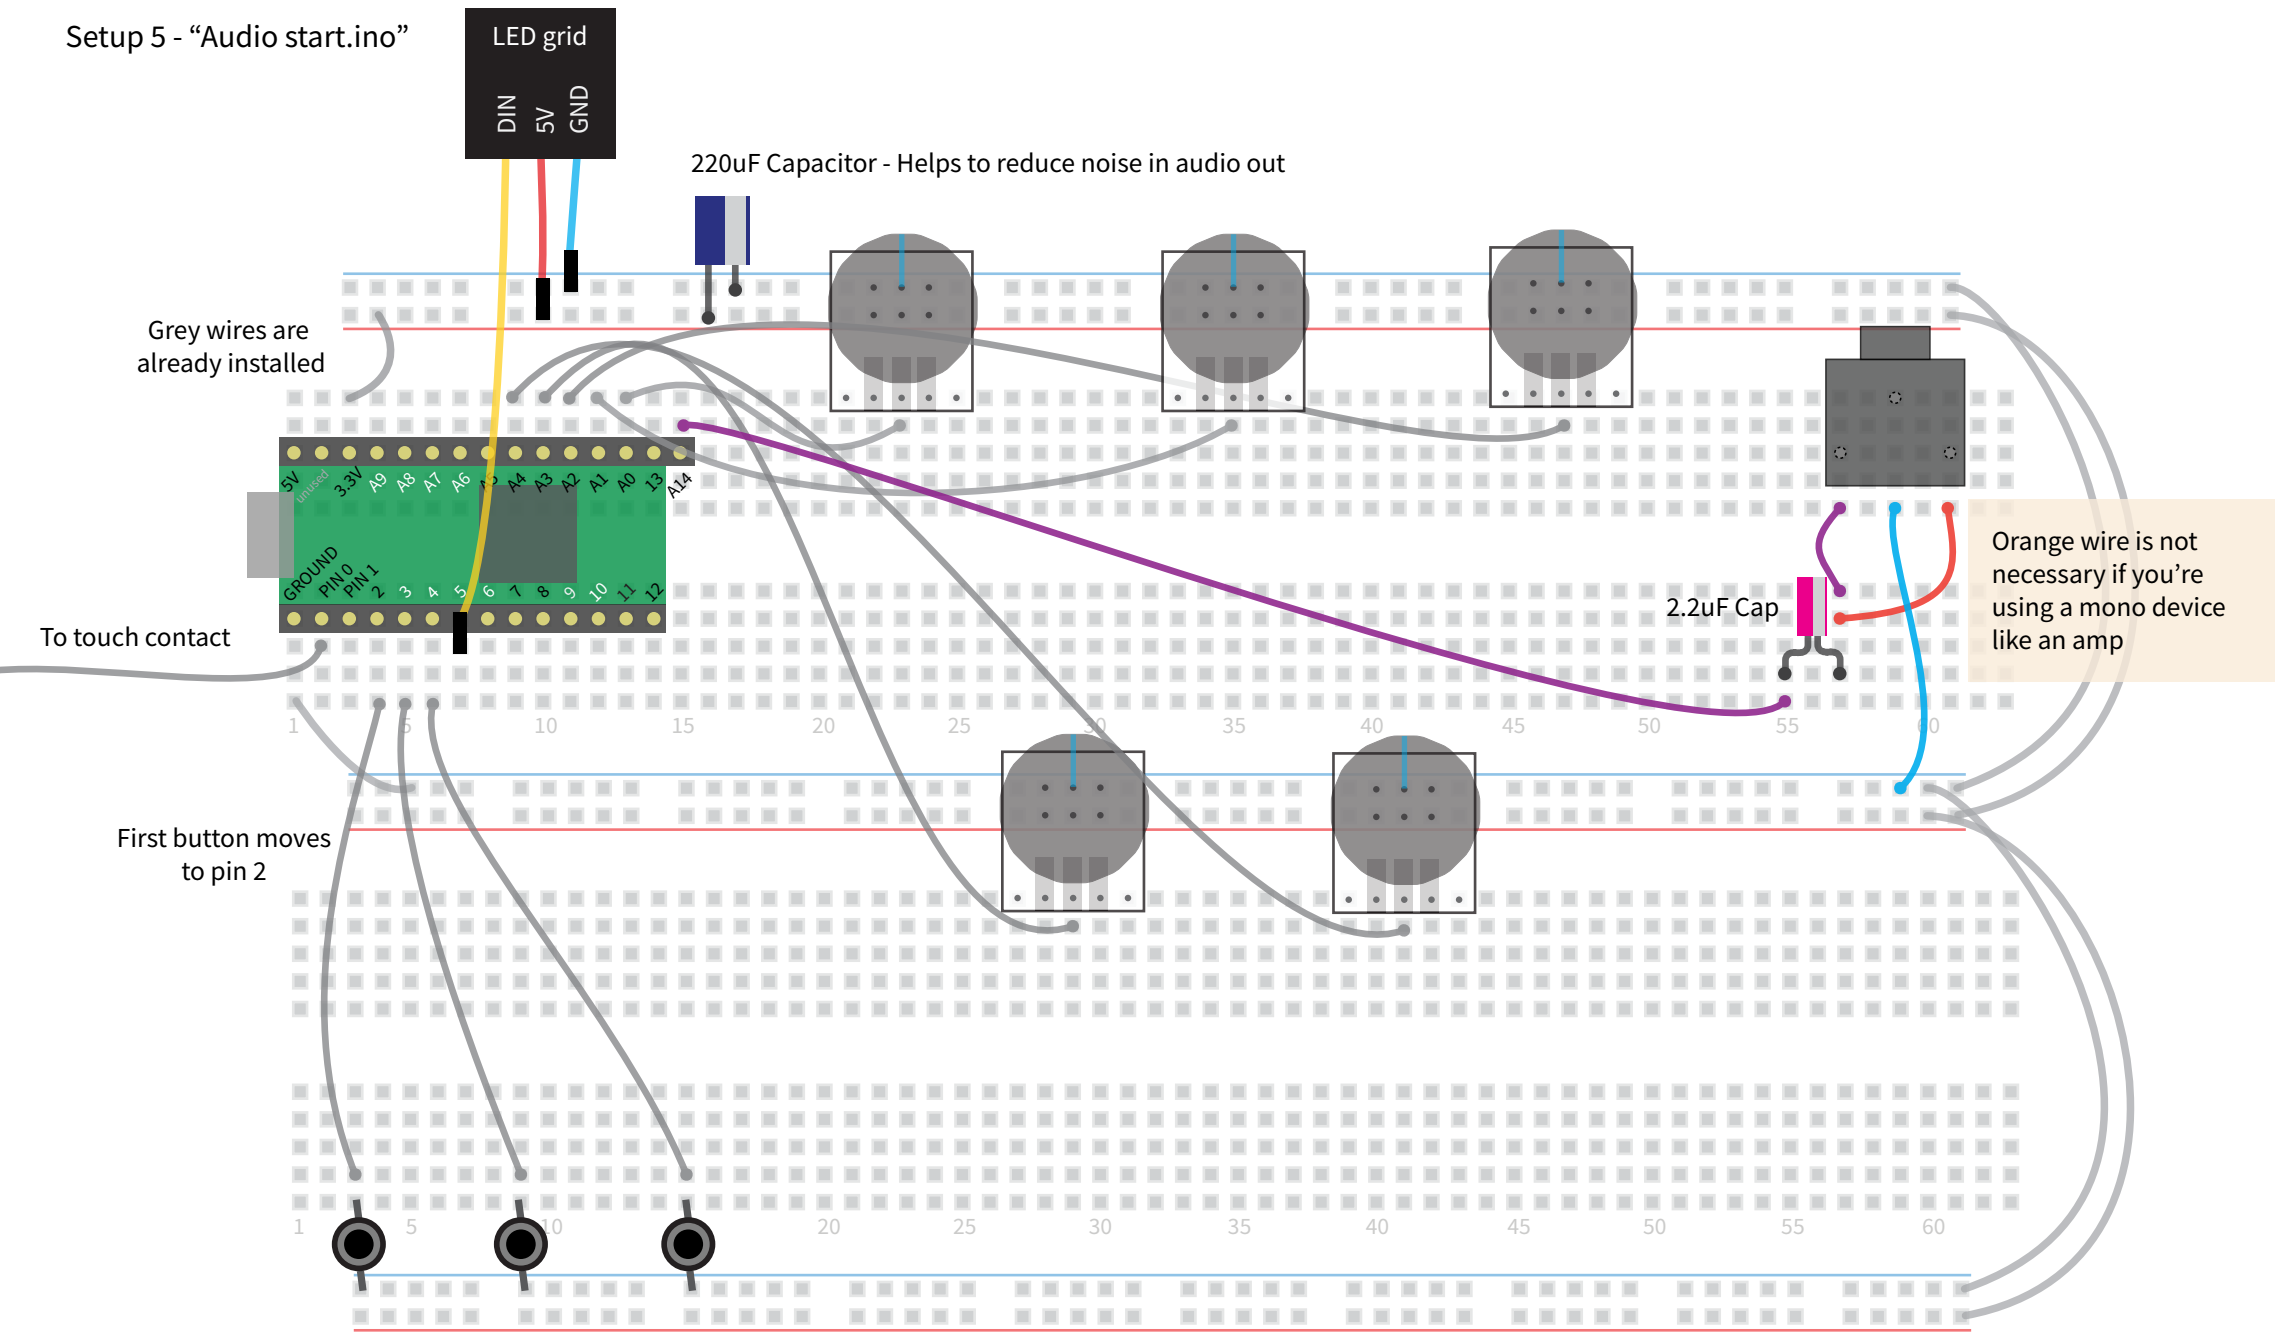 Setup 5 - “Audio start.ino”
LED grid
DIN
5V
GND
220uF Capacitor - Helps to reduce noise in audio out
Grey wires are
already installed
5V
unused
3.3V
A9
A8
A7
A6
A5
A4
A3
A2
A1
A0
13
A14
GROUND
PIN 0
PIN 1
2
3
4
5
6
7
8
9
10
11
12
To touch contact
Orange wire is not
necessary if you’re
using a mono device
like an amp
2.2uF Cap
1 5 10 15 20 25 30 35 40 45 50 55 60
First button moves
to pin 2
1 5 10 20 25 30 35 40 45 50 55 60